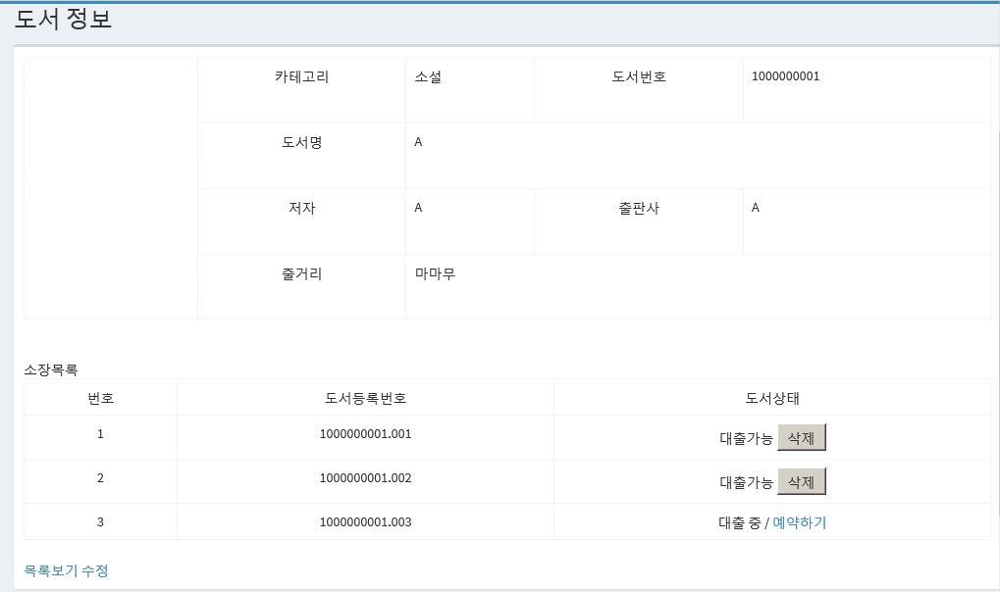 도서 정보
카테고리 소설 도서번호 1000000001
도서명 A
저자 A 출판사 A
줄거리 마마무
소장목록
번호 도서등록번호 도서상태
1 1000000001.001 대출가능 삭제
2 1000000001.002 대출가능 삭제
3 1000000001.003 대출 중 / 예약하기
목록보기 수정